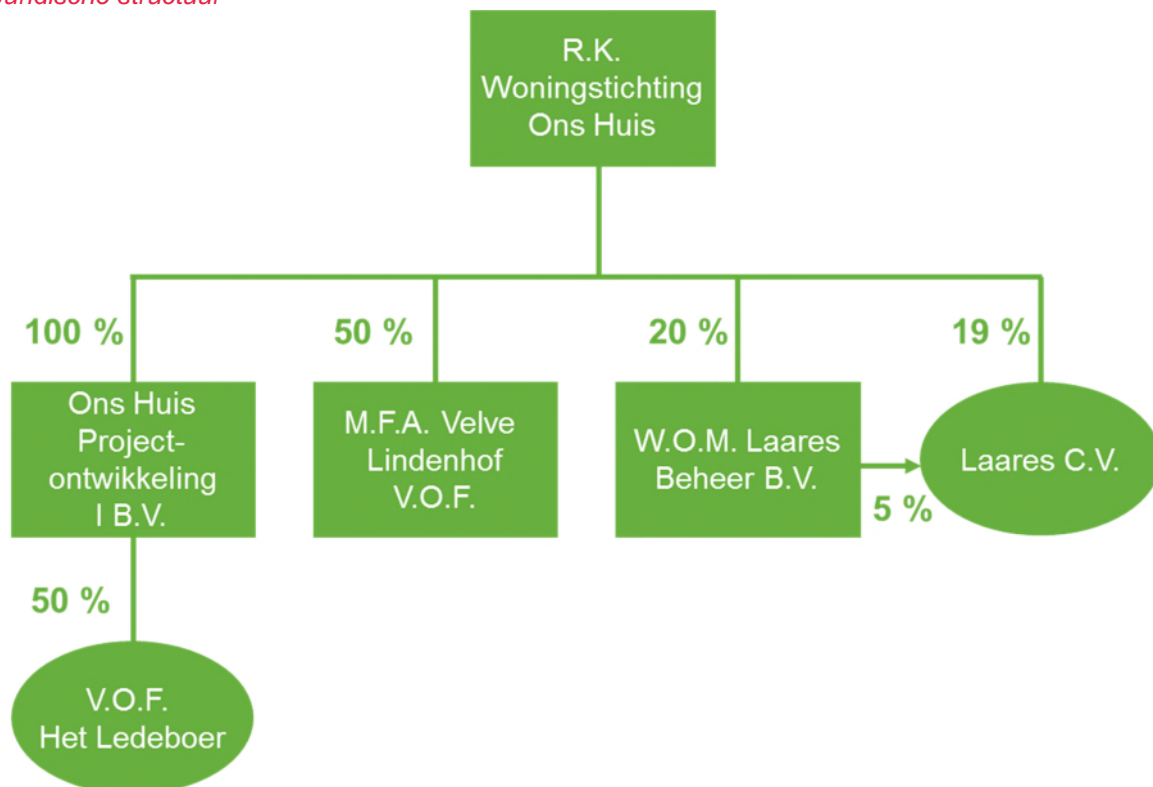 R.K.
Woningstichting
Ons Huis
100 %
50 %
20 %
19 %
Ons Huis
Project-
ontwikkeling
I B.V.
M.F.A. Velve
Lindenhof
V.O.F.
W.O.M. Laares
Beheer B.V.
Laares C.V.
5 %
50 %
V.O.F.
Het Ledeboer